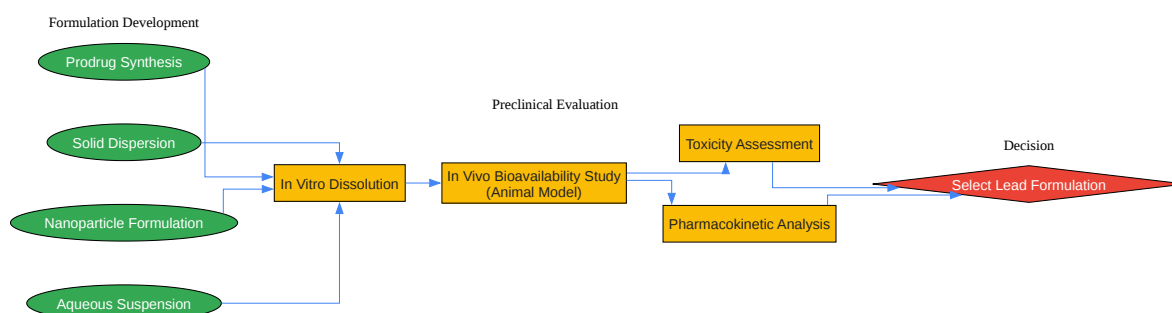 Formulation Development
Prodrug Synthesis
Solid Dispersion
Nanoparticle Formulation
Aqueous Suspension
In Vitro Dissolution
Preclinical Evaluation
In Vivo Bioavailability Study
(Animal Model)
Toxicity Assessment
Pharmacokinetic Analysis
Decision
Select Lead Formulation